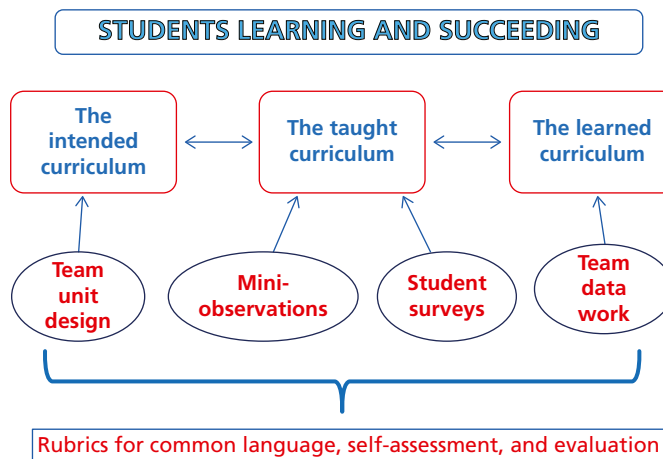 STUDENTS LEARNING AND SUCCEEDING
The
intended
curriculum
The taught
curriculum
The learned
curriculum
Team
unit
design
Mini-
observations
Student
surveys
Team
data
work
Rubrics for common language, self-assessment, and evaluation